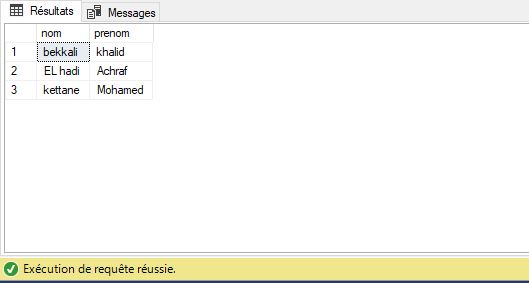 Résultats Messages
nom prenom
1 bekkali khalid
2 EL hadi Achraf
3 kettane Mohamed
Exécution de requête réussie.